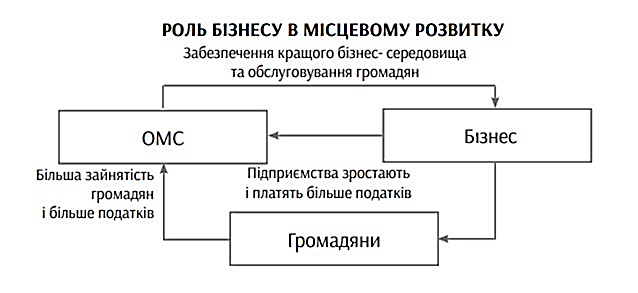 РОЛЬ БІЗНЕСУ В МІСЦЕВОМУ РОЗВИТКУ
Забезпечення кращого бізнес- середовища
та обслуговування громадян
ОМС
Бізнес
Більша зайнятість
громадян
і більше податків
Підприємства зростають
і платять більше податків
Громадяни